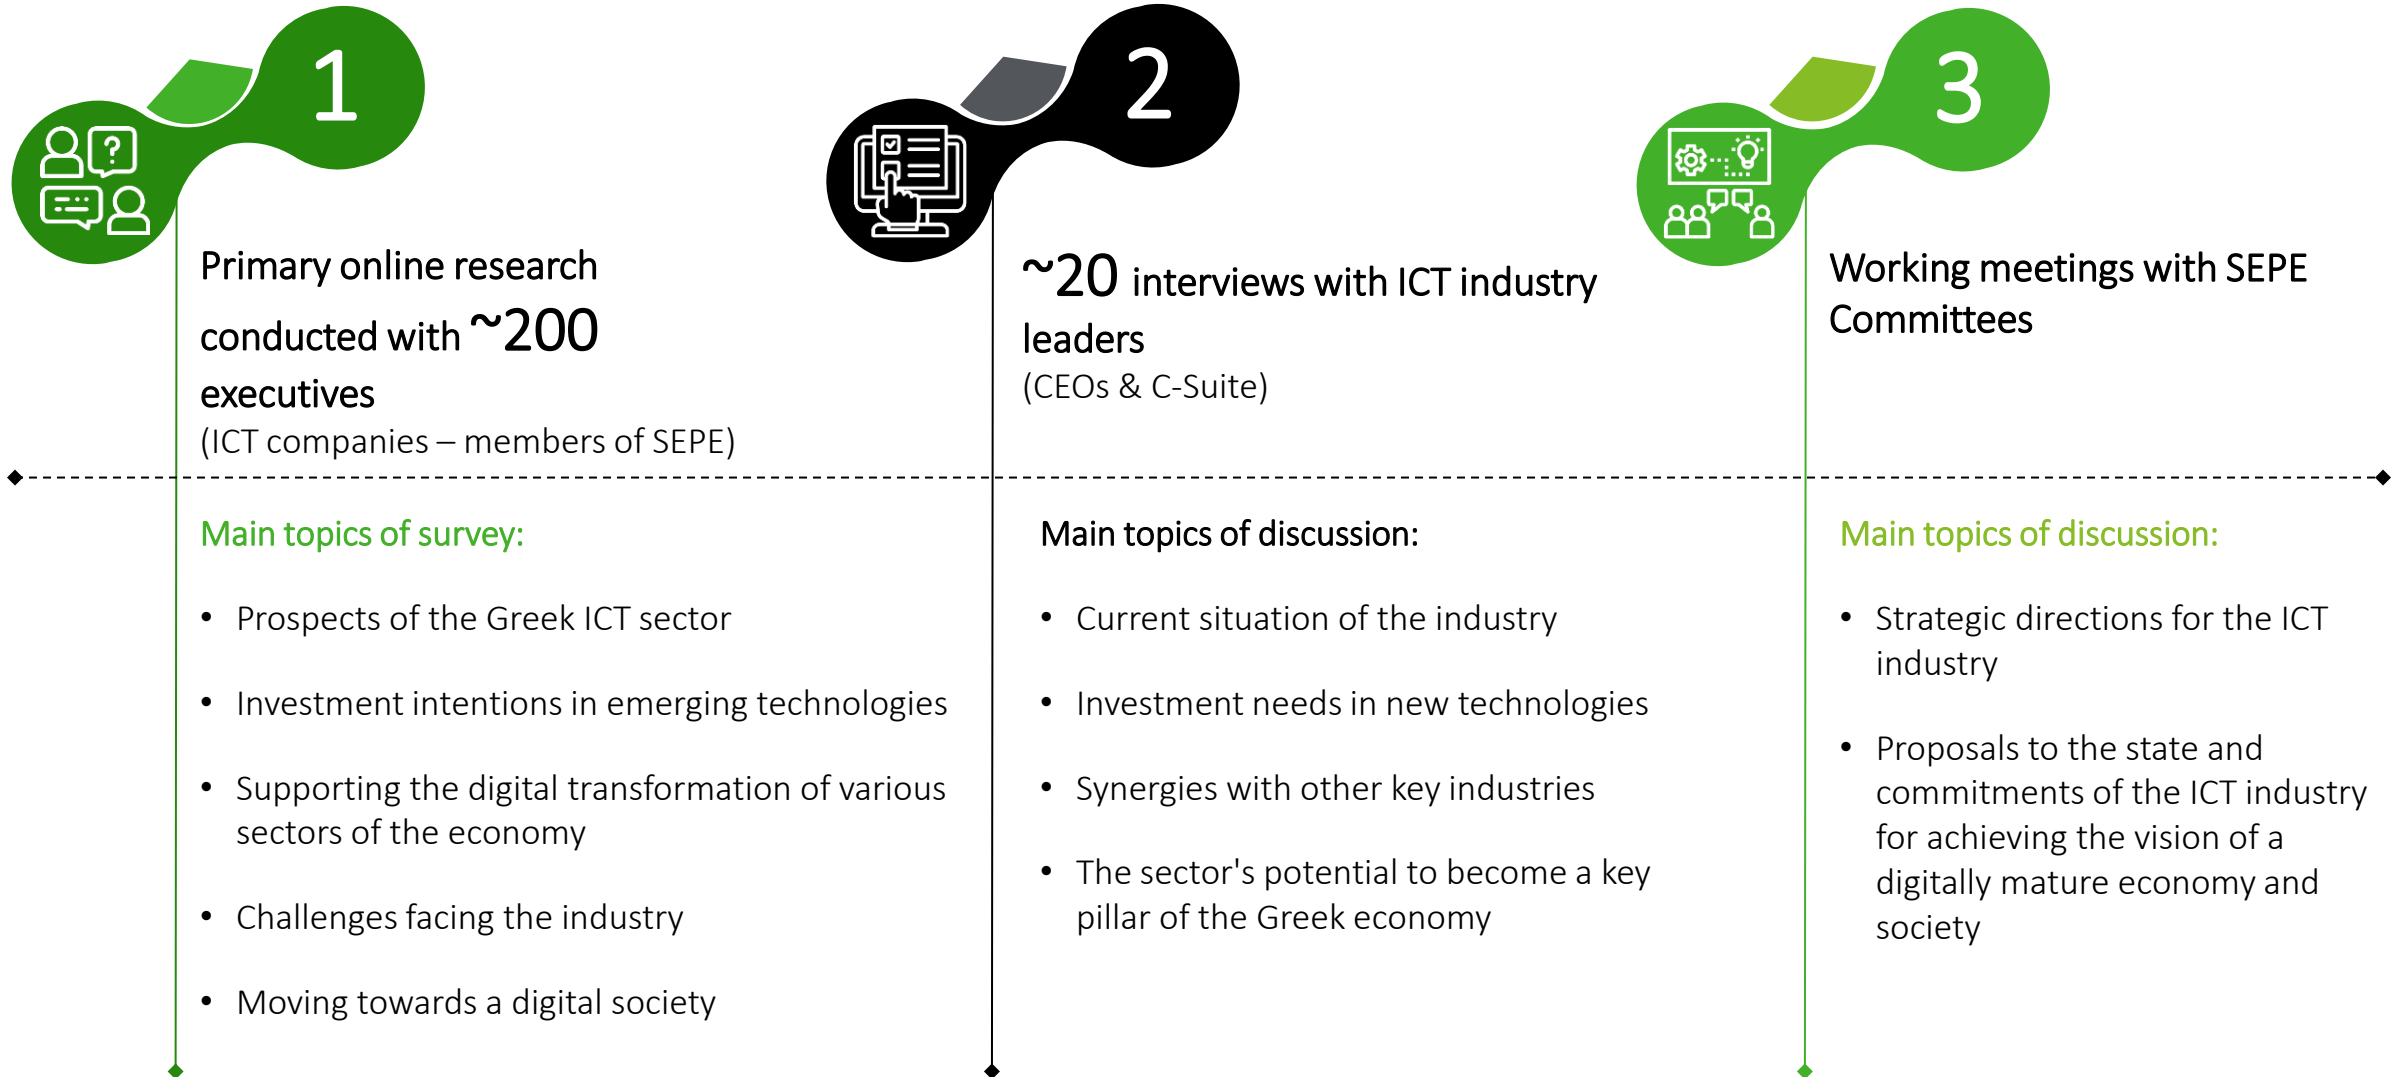 1
Primary online research
conducted with ~200
executives
(ICT companies – members of SEPE)
Main topics of survey:
• Prospects of the Greek ICT sector
• Investment intentions in emerging technologies
• Supporting the digital transformation of various
sectors of the economy
• Challenges facing the industry
• Moving towards a digital society
2
~20 interviews with ICT industry
leaders
(CEOs & C-Suite)
Main topics of discussion:
• Current situation of the industry
• Investment needs in new technologies
• Synergies with other key industries
• The sector's potential to become a key
pillar of the Greek economy
3
Working meetings with SEPE
Committees
Main topics of discussion:
• Strategic directions for the ICT
industry
• Proposals to the state and
commitments of the ICT industry
for achieving the vision of a
digitally mature economy and
society